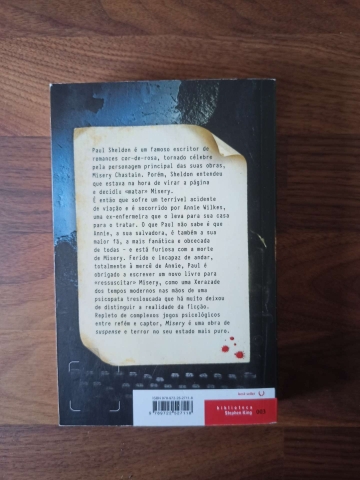 Paul Sheldon é um famoso escritor de
romances cor-de-rosa, tornado célebre
pela personagem principal das suas obras,
Misery Chastain. Porém, Sheldon entendeu
que estava na hora de virar a página
e decidiu «matar» Misery.
É então que sofre um terrível acidente
de viação e é socorrido por Annie Wilkes,
uma ex-enfermeira que o leva para sua casa
para o tratar. O que Paul não sabe é que
Annie, a sua salvadora, é também a sua
maior fã, a mais fanática e obcecada
de todas – e está furiosa com a morte
de Misery. Ferido e incapaz de andar,
totalmente à mercê de Annie, Paul é
obrigado a escrever um novo livro para
«ressuscitar» Misery, como uma Xerazade
dos tempos modernos nas mãos de uma
psicopata tresloucada que há muito deixou
de distinguir a realidade da ficção.
Repleto de complexos jogos psicológicos
entre refém e captor, Misery é uma obra de
suspense e terror no seu estado mais puro.
biblioteca
Stephen King